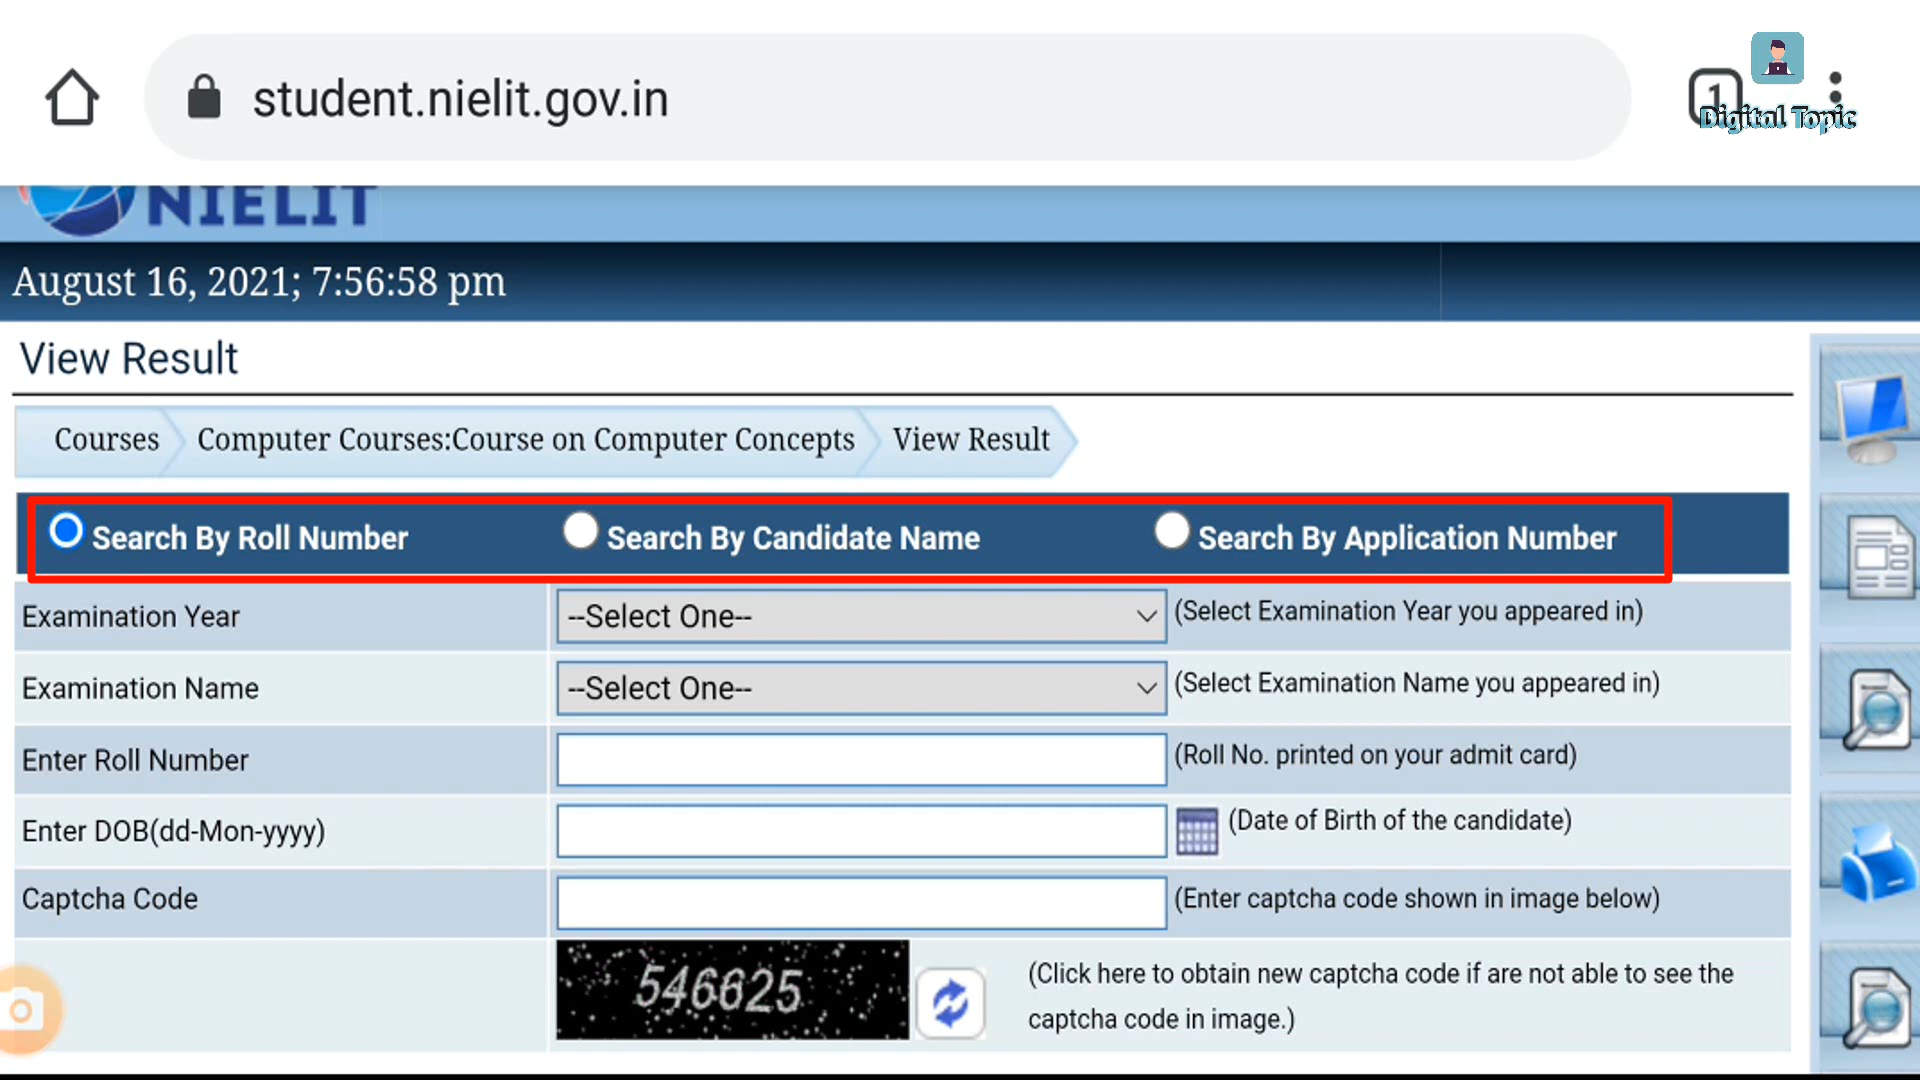 student.nielit.gov.in
1
Digital Topic
NIELIT
August 16, 2021; 7:56:58 pm
View Result
Courses Computer Courses:Course on Computer Concepts View Result
Search By Roll Number Search By Candidate Name Search By Application Number
Examination Year --Select One-- (Select Examination Year you appeared in)
Examination Name --Select One-- (Select Examination Name you appeared in)
Enter Roll Number (Roll No. printed on your admit card)
Enter DOB(dd-Mon-yyyy) (Date of Birth of the candidate)
Captcha Code (Enter captcha code shown in image below)
546625
(Click here to obtain new captcha code if are not able to see the
captcha code in image.)